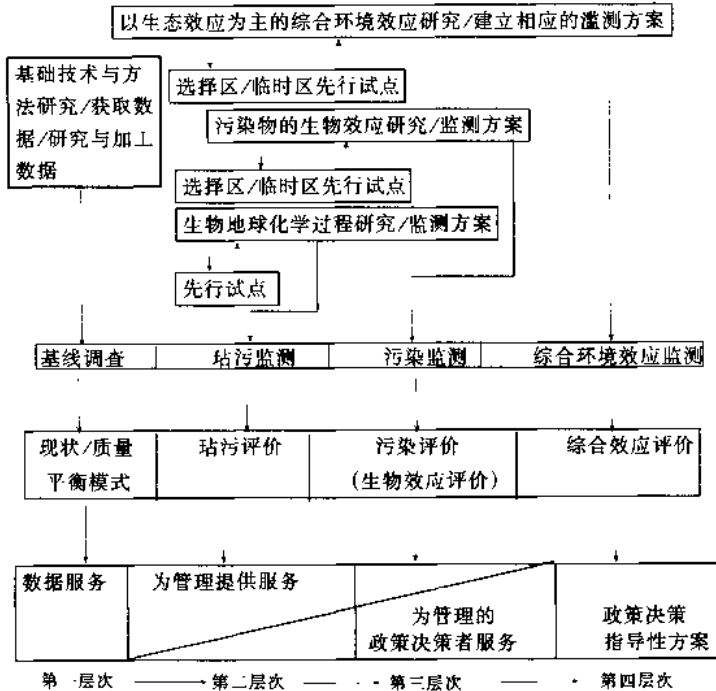 以生态效应为主的综合环境效应研究/建立相应的滥测方案
基础技术与方
法研究/获取数
据/研究与加工
数据
选择区/临时区先行试点
污染物的生物效应研究/监测方案
选择区/临时区先行试点
生物地球化学过程研究/监测方案
先行试点
基线调查 玷污监测 污染监测 综合环境效应监测
现状/质量
平衡模式
玷污评价
污染评价
(生物效应评价)
综合效应评价
数据服务
为管理提供服务
为管理的
政策决策者服务
政策决策
指导性方案
第一层次 第二层次 第三层次 第四层次